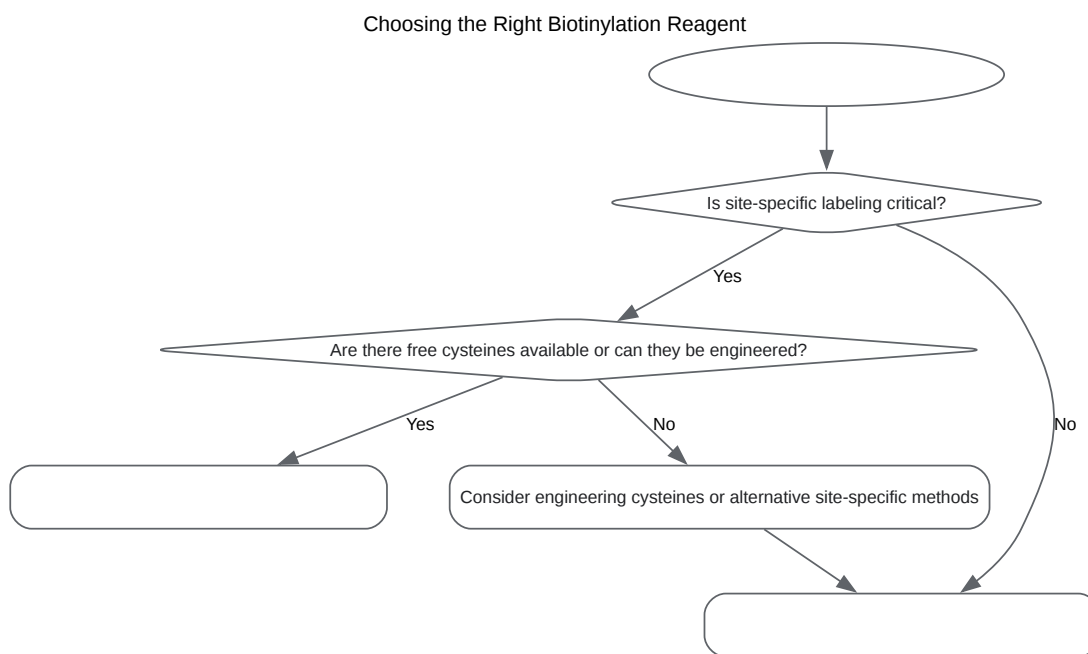 Choosing the Right Biotinylation Reagent
Is site-specific labeling critical?
Yes
Are there free cysteines available or can they be engineered?
Yes
No
No
Consider engineering cysteines or alternative site-specific methods